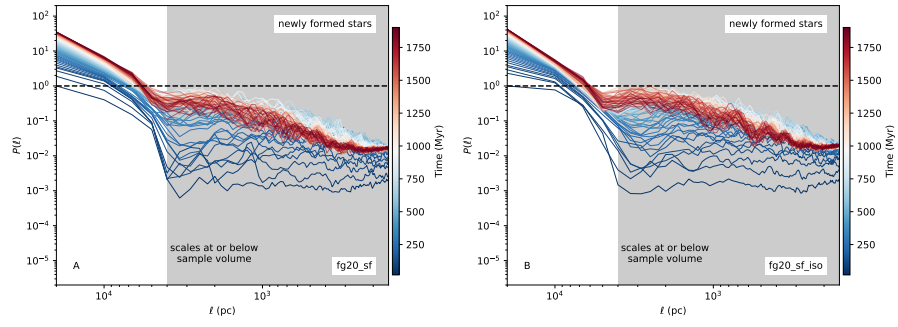 newly formed stars
10²
10¹
10⁰
10⁻¹
10⁻²
10⁻³
10⁻⁴
10⁻⁵
P(ℓ)
scales at or below
sample volume
A
fg20_sf
10⁴
10³
ℓ (pc)
1750
1500
1250
1000
750
500
250
Time (Myr)
newly formed stars
10²
10¹
10⁰
10⁻¹
10⁻²
10⁻³
10⁻⁴
10⁻⁵
P(ℓ)
scales at or below
sample volume
B
fg20_sf_iso
10⁴
10³
ℓ (pc)
1750
1500
1250
1000
750
500
250
Time (Myr)